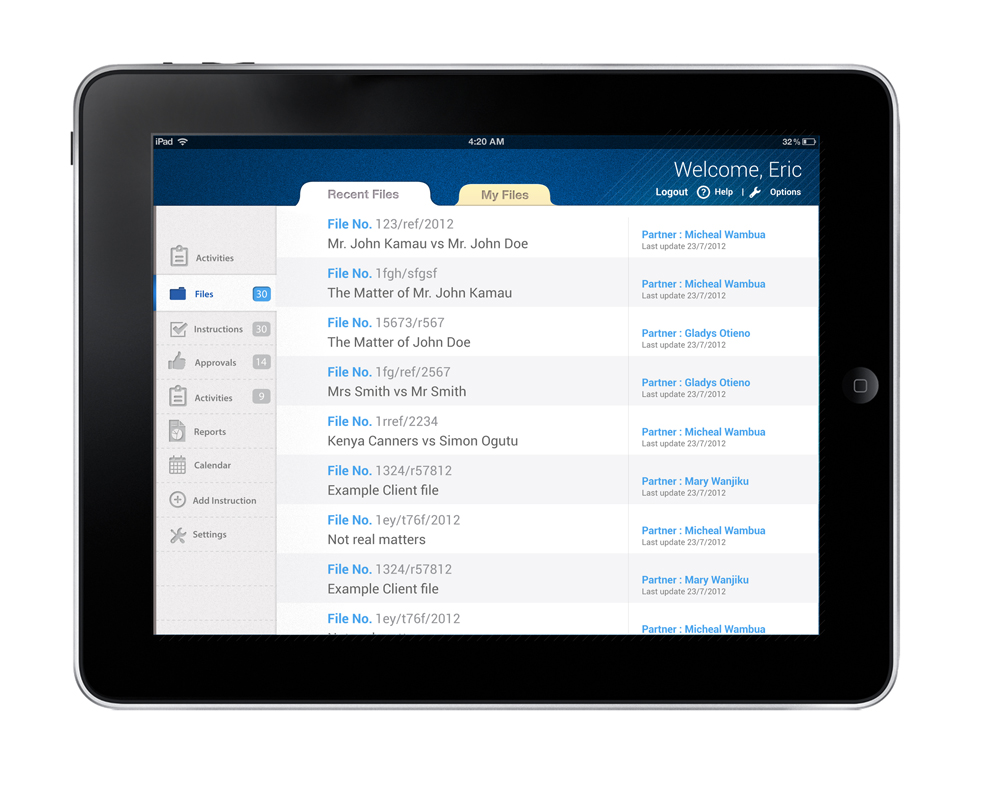 iPad 4:20 AM 32%
Welcome, Eric
Logout ? Help | Options
Recent Files My Files
Activities
Files 30
Instructions 30
Approvals 14
Activities 9
Reports
Calendar
Add Instruction
Settings
File No. 123/ref/2012
Mr. John Kamau vs Mr. John Doe
Partner : Micheal Wambua
Last update 23/7/2012
File No. 1fgh/sfgsf
The Matter of Mr. John Kamau
Partner : Micheal Wambua
Last update 23/7/2012
File No. 15673/r567
The Matter of John Doe
Partner : Gladys Otieno
Last update 23/7/2012
File No. 1fg/ref/2567
Mrs Smith vs Mr Smith
Partner : Gladys Otieno
Last update 23/7/2012
File No. 1rref/2234
Kenya Canners vs Simon Ogutu
Partner : Micheal Wambua
Last update 23/7/2012
File No. 1324/r57812
Example Client file
Partner : Mary Wanjiku
Last update 23/7/2012
File No. 1ey/t76f/2012
Not real matters
Partner : Micheal Wambua
Last update 23/7/2012
File No. 1324/r57812
Example Client file
Partner : Mary Wanjiku
Last update 23/7/2012
File No. 1ey/t76f/2012
Partner : Micheal Wambua